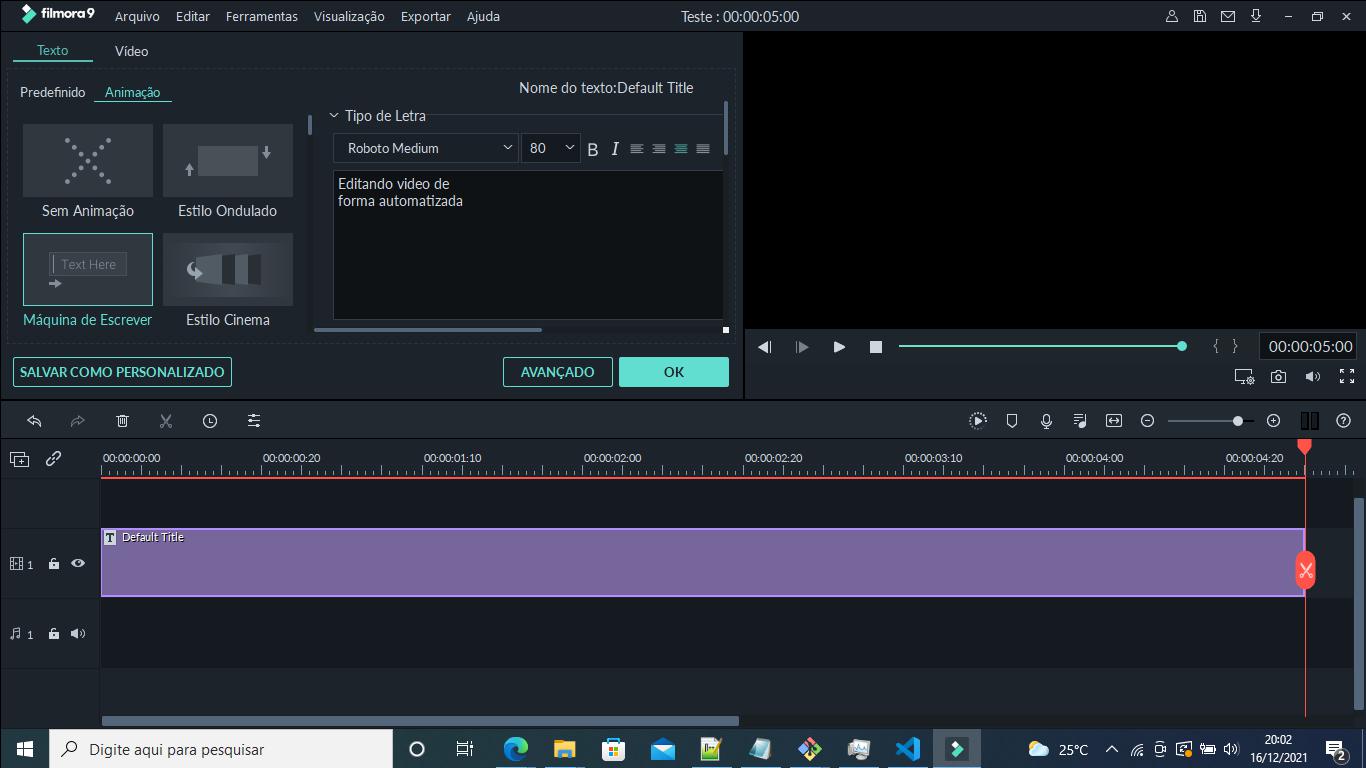 filmora9 Arquivo Editar Ferramentas Visualização Exportar Ajuda Teste : 00:00:05:00
Texto Vídeo
Predefinido Animação
Nome do texto:Default Title
Tipo de Letra
Roboto Medium 80 B I
Editando video de
forma automatizada
Sem Animação Estilo Ondulado
Text Here
Máquina de Escrever Estilo Cinema
SALVAR COMO PERSONALIZADO AVANÇADO OK
{ } 00:00:05:00
00:00:00:00 00:00:00:20 00:00:01:10 00:00:02:00 00:00:02:20 00:00:03:10 00:00:04:00 00:00:04:20
T Default Title
1
1
Digite aqui para pesquisar
25°C
20:02
16/12/2021
2